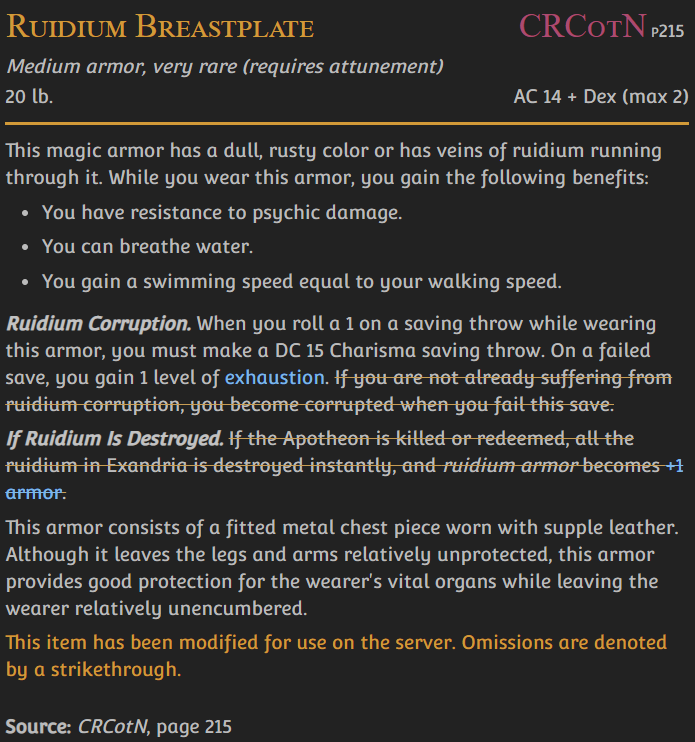 Ruidium Breastplate CRCotN p215
Medium armor, very rare (requires attunement)
20 lb. AC 14 + Dex (max 2)
This magic armor has a dull, rusty color or has veins of ruidium running
through it. While you wear this armor, you gain the following benefits:
• You have resistance to psychic damage.
• You can breathe water.
• You gain a swimming speed equal to your walking speed.
Ruidium Corruption. When you roll a 1 on a saving throw while wearing
this armor, you must make a DC 15 Charisma saving throw. On a failed
save, you gain 1 level of exhaustion. If you are not already suffering from
ruidium corruption, you become corrupted when you fail this save.
If Ruidium Is Destroyed. If the Apotheon is killed or redeemed, all the
ruidium in Exandria is destroyed instantly, and ruidium armor becomes +1
armor.
This armor consists of a fitted metal chest piece worn with supple leather.
Although it leaves the legs and arms relatively unprotected, this armor
provides good protection for the wearer's vital organs while leaving the
wearer relatively unencumbered.
This item has been modified for use on the server. Omissions are denoted
by a strikethrough.
Source: CRCotN, page 215